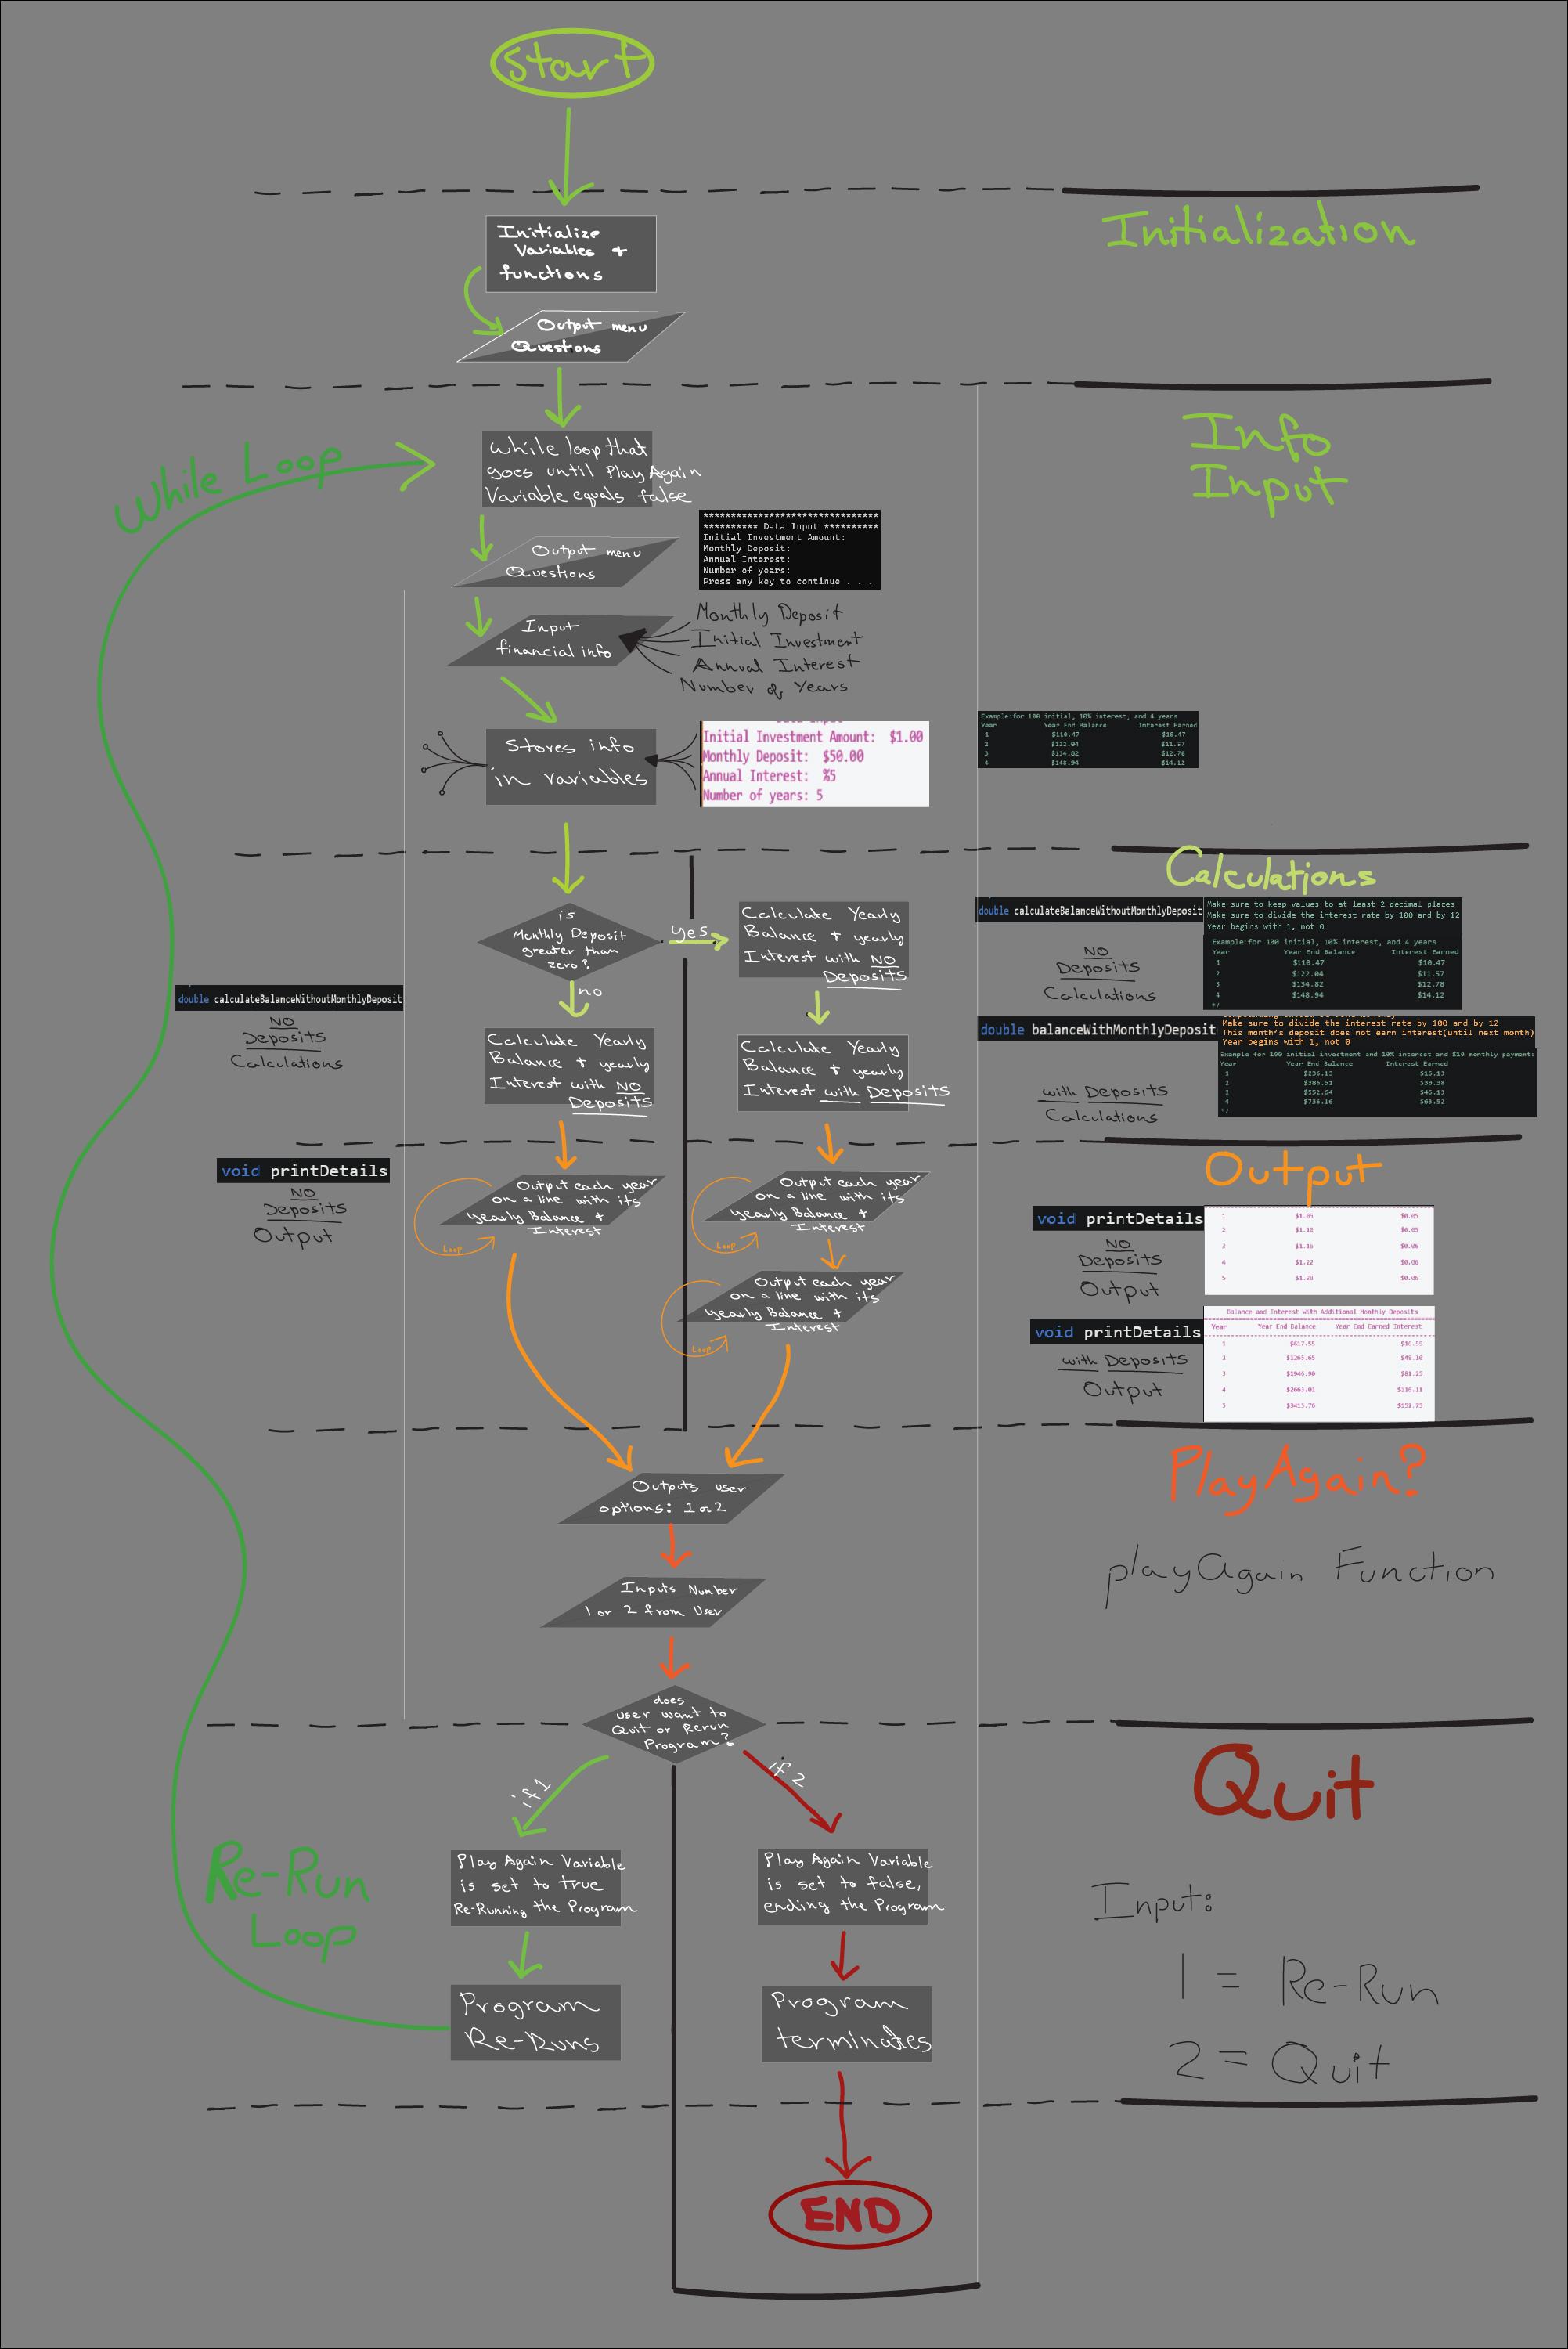 Start
Initialization
Initialize
Variables +
functions
Output menu
Questions
Info
Input
While Loop
While loop that
goes until Play Again
Variable equals false
Output menu
Questions
*********************************
********** Data Input **********
Initial Investment Amount:
Monthly Deposit:
Annual Interest:
Number of years:
Press any key to continue . . .
Input
financial info
Monthly Deposit
Initial Investment
Annual Interest
Number of Years
Stores info
in variables
Initial Investment Amount:  $1.00
Monthly Deposit:  $50.00
Annual Interest:  %5
Number of years: 5
Example:for 100 initial, 10% interest, and 4 years
Year Year End Balance Interest Earned
1 $110.47 $10.47
2 $122.04 $11.57
3 $134.82 $12.78
4 $148.94 $14.12
Calculations
is
Monthly Deposit
greater than
zero?
yes
no
Calculate Yearly
Balance + yearly
Interest with NO
Deposits
double calculateBalanceWithoutMonthlyDeposit
NO
Deposits
Calculations
Calculate Yearly
Balance + yearly
Interest with NO
Deposits
Calculate Yearly
Balance + yearly
Interest with Deposits
double calculateBalanceWithoutMonthlyDeposit
Make sure to keep values to at least 2 decimal places
Make sure to divide the interest rate by 100 and by 12
Year begins with 1, not 0
NO
Deposits
Calculations
Example:for 100 initial, 10% interest, and 4 years
Year Year End Balance Interest Earned
1 $110.47 $10.47
2 $122.04 $11.57
3 $134.82 $12.78
4 $148.94 $14.12
*/
double balanceWithMonthlyDeposit
Make sure to divide the interest rate by 100 and by 12
This month's deposit does not earn interest(until next month)
Year begins with 1, not 0
with Deposits
Calculations
Example for 100 initial investment and 10% interest and $10 monthly payment:
Year Year End Balance Interest Earned
1 $236.13 $16.13
2 $386.51 $30.38
3 $552.64 $46.13
4 $736.16 $63.52
*/
Output
void printDetails
NO
Deposits
Output
Output each year
on a line with its
yearly Balance +
Interest
Loop
Output each year
on a line with its
yearly Balance +
Interest
Loop
Output each year
on a line with its
yearly Balance +
Interest
Loop
void printDetails
NO
Deposits
Output
1 $1.05 $0.05
2 $1.10 $0.05
3 $1.16 $0.06
4 $1.22 $0.06
5 $1.28 $0.06
void printDetails
with Deposits
Output
Balance and Interest With Additional Monthly Deposits
Year Year End Balance Year End Earned Interest
1 $617.55
2 $1265.65 $48.10
3 $1946.90 $81.25
4 $2663.01 $116.11
5 $3415.76 $152.75
PlayAgain?
Outputs user
options: 1 or 2
playAgain Function
Inputs Number
1 or 2 from User
does
user want to
Quit or Rerun
Program?
Quit
if 1
if 2
Re-Run
Loop
Play Again Variable
is set to true
Re-Running the Program
Play Again Variable
is set to false,
ending the Program
Input:
1 = Re-Run
2 = Quit
Program
Re-Runs
Program
terminates
END